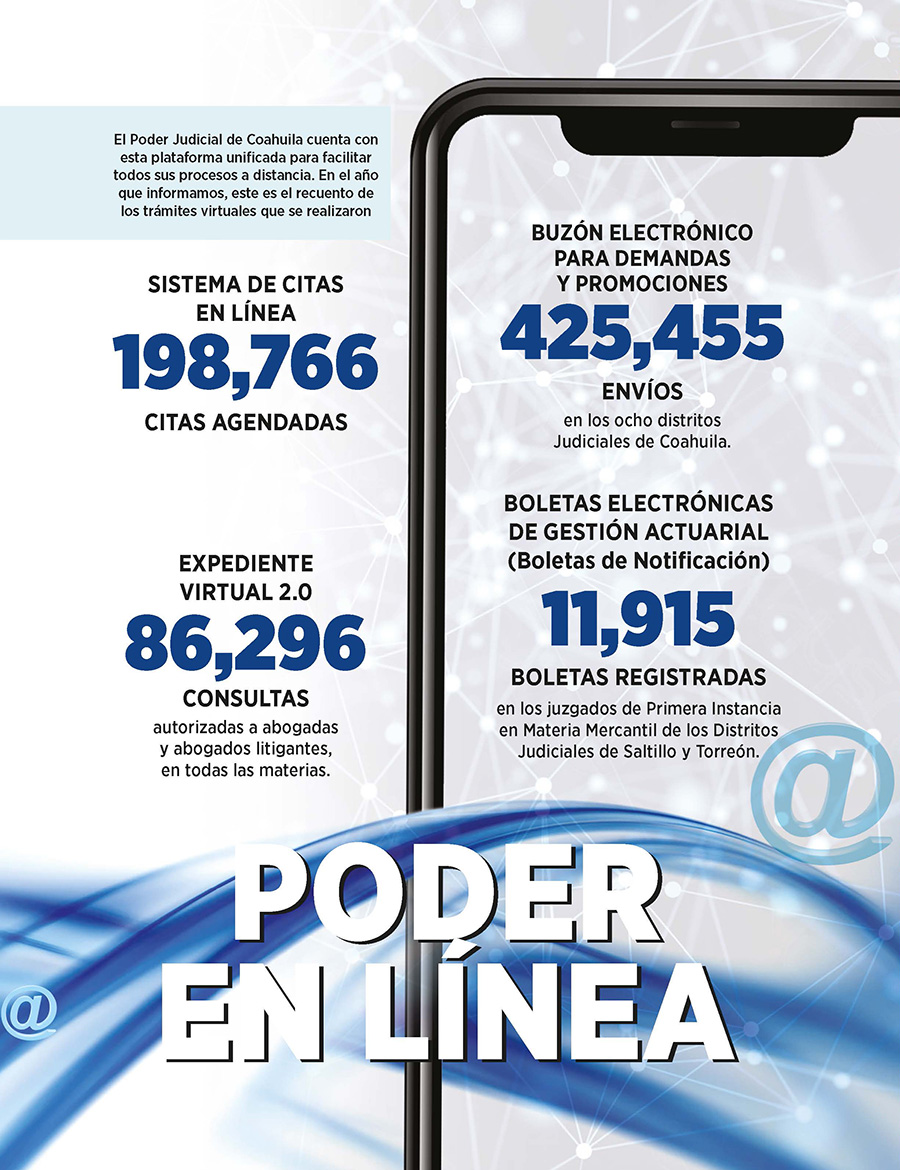 El Poder Judicial de Coahuila cuenta con
esta plataforma unificada para facilitar
todos sus procesos a distancia. En el año
que informamos, este es el recuento de
los trámites virtuales que se realizaron
SISTEMA DE CITAS
EN LÍNEA
198,766
CITAS AGENDADAS
EXPEDIENTE
VIRTUAL 2.0
86,296
CONSULTAS
autorizadas a abogadas
y abogados litigantes,
en todas las materias.
BUZÓN ELECTRÓNICO
PARA DEMANDAS
Y PROMOCIONES
425,455
ENVÍOS
en los ocho distritos
Judiciales de Coahuila.
BOLETAS ELECTRÓNICAS
DE GESTIÓN ACTUARIAL
(Boletas de Notificación)
11,915
BOLETAS REGISTRADAS
en los juzgados de Primera Instancia
en Materia Mercantil de los Distritos
Judiciales de Saltillo y Torreón.
@
PODER
EN LÍNEA
@